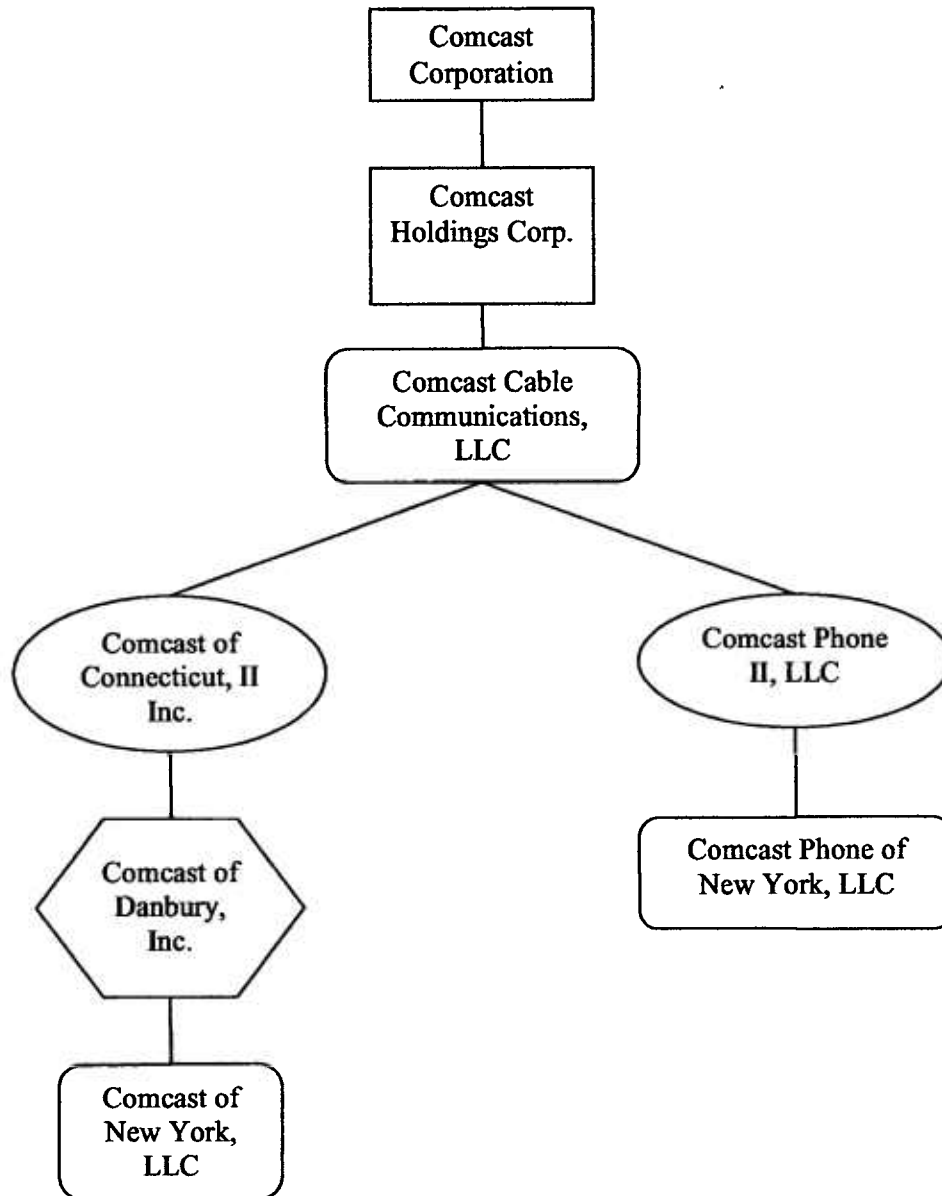 Comcast
Corporation
Comcast
Holdings Corp.
Comcast Cable
Communications,
LLC
Comcast of
Connecticut, II
Inc.
Comcast Phone
II, LLC
Comcast of
Danbury,
Inc.
Comcast Phone of
New York, LLC
Comcast of
New York,
LLC